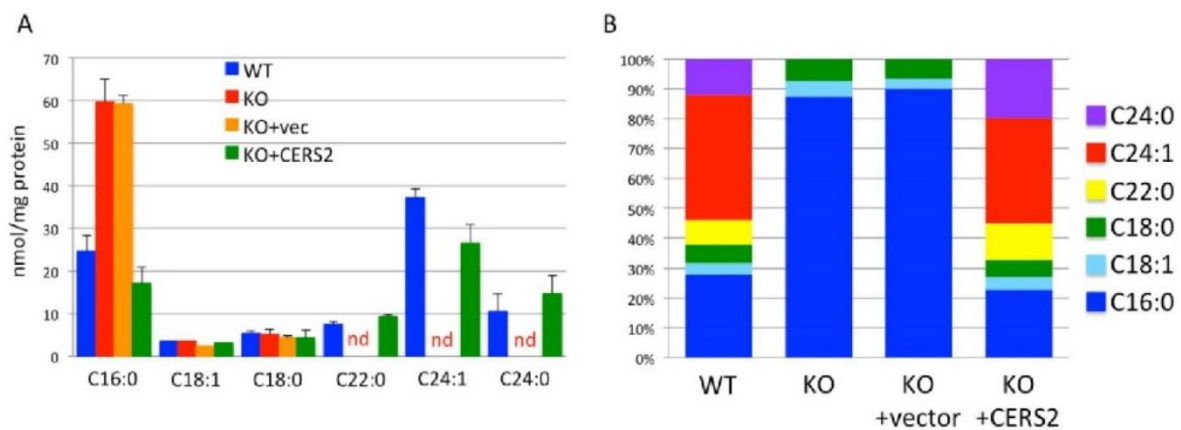 A
nmol/mg protein
70
60
50
40
30
20
10
0
WT
KO
KO+vec
KO+CERS2
nd
nd
nd
C16:0
C18:1
C18:0
C22:0
C24:1
C24:0
B
100%
90%
80%
70%
60%
50%
40%
30%
20%
10%
0%
WT
KO
KO
+vector
KO
+CERS2
C24:0
C24:1
C22:0
C18:0
C18:1
C16:0